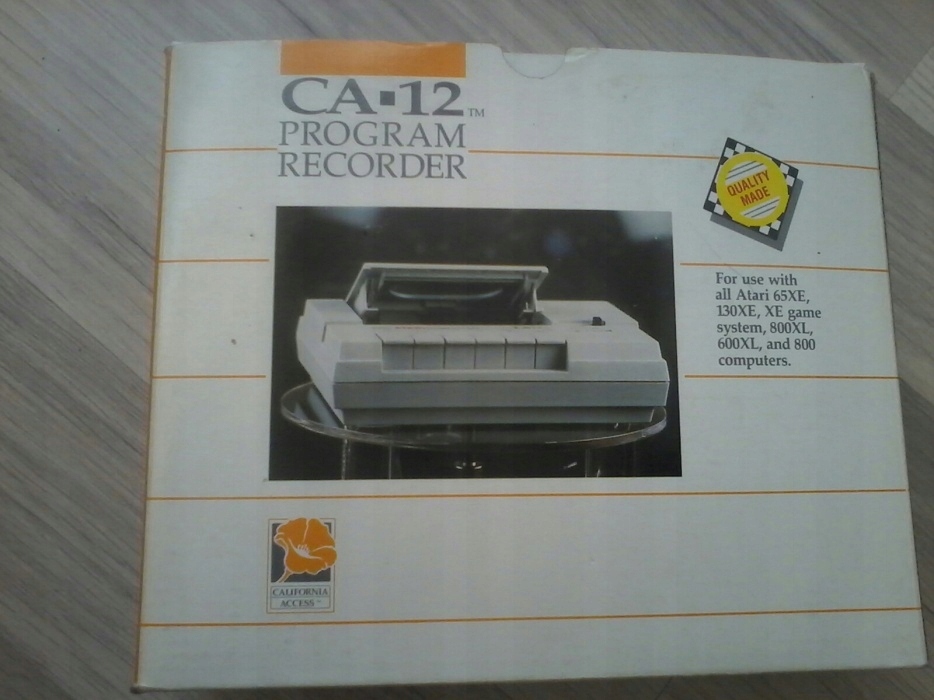 CA▪12™
PROGRAM
RECORDER
QUALITY
MADE
For use with
all Atari 65XE,
130XE, XE game
system, 800XL,
600XL, and 800
computers.
CALIFORNIA
ACCESS™